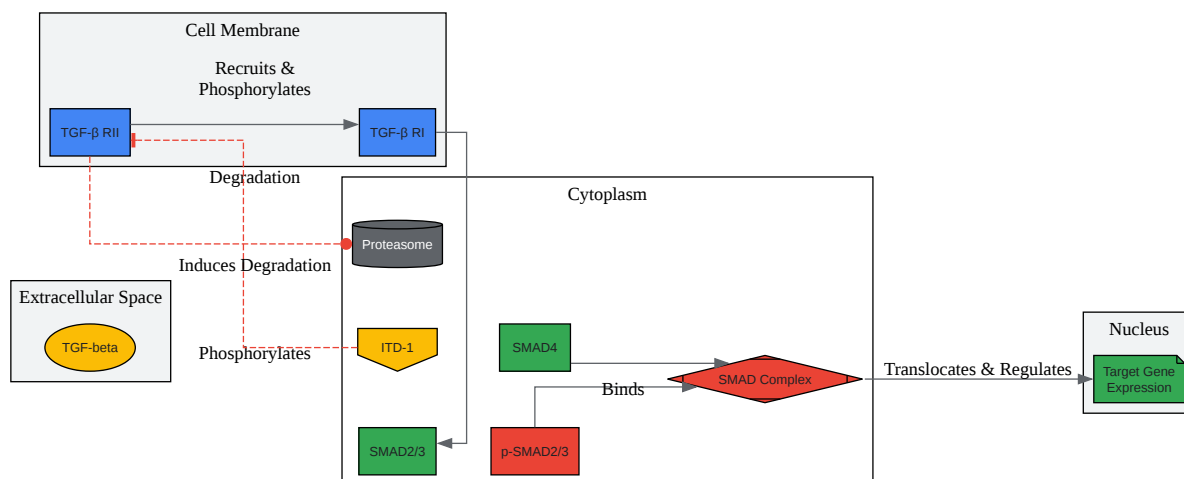 Cell Membrane
Recruits &
Phosphorylates
TGF-β RII
TGF-β RI
Degradation
Cytoplasm
Proteasome
Induces Degradation
Extracellular Space
TGF-beta
Phosphorylates
ITD-1
SMAD4
SMAD Complex
Binds
Translocates & Regulates
Nucleus
Target Gene
Expression
SMAD2/3
p-SMAD2/3